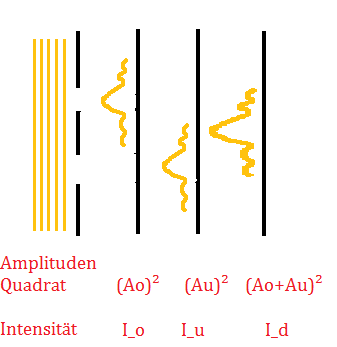 Amplituden
Quadrat (Ao)² (Au)² (Ao+Au)²
Intensität I_o I_u I_d